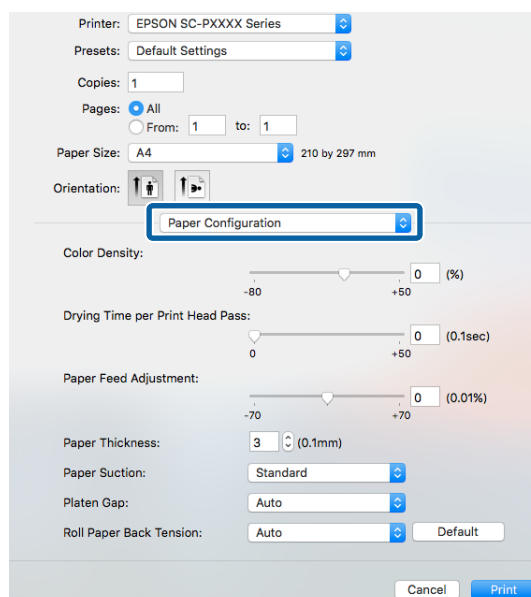 Printer: EPSON SC-PXXXX Series
Presets: Default Settings
Copies: 1
Pages: All
From: 1 to: 1
Paper Size: A4 210 by 297 mm
Orientation:
Paper Configuration
Color Density:
0 (%)
-80 +50
Drying Time per Print Head Pass:
0 (0.1sec)
0 +50
Paper Feed Adjustment:
0 (0.01%)
-70 +70
Paper Thickness: 3 (0.1mm)
Paper Suction: Standard
Platen Gap: Auto
Roll Paper Back Tension: Auto Default
Cancel Print